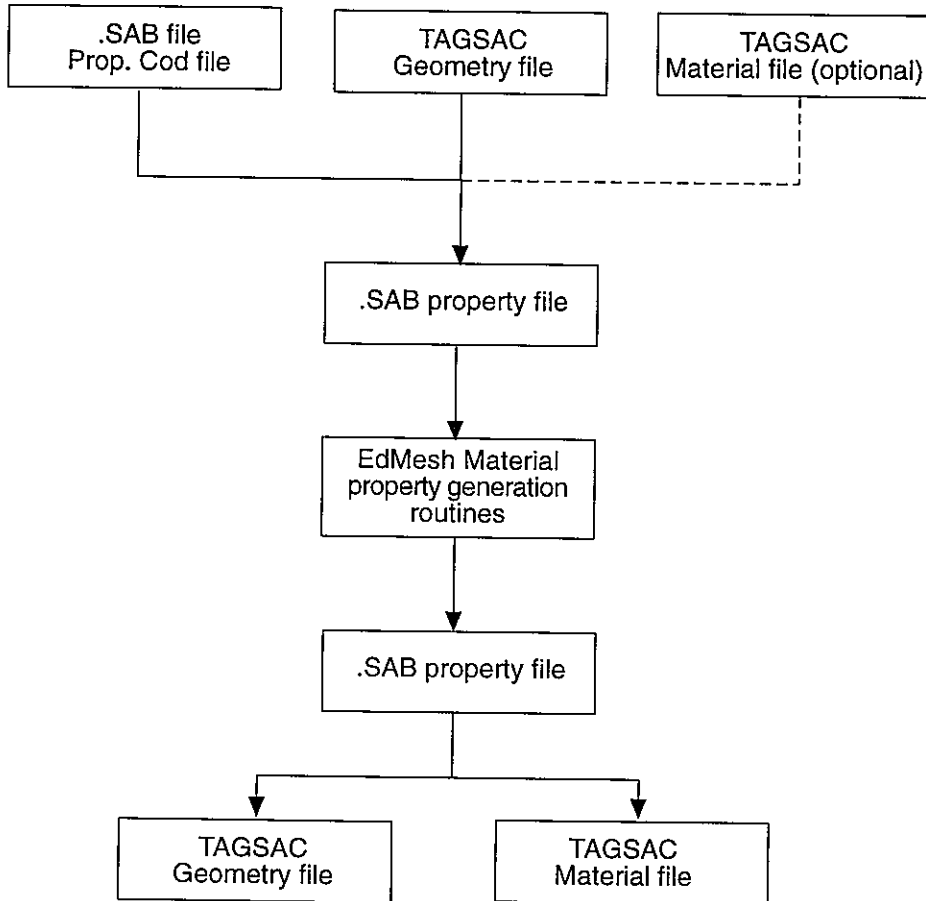 .SAB file
Prop. Cod file
TAGSAC
Geometry file
TAGSAC
Material file (optional)
.SAB property file
EdMesh Material
property generation
routines
.SAB property file
TAGSAC
Geometry file
TAGSAC
Material file